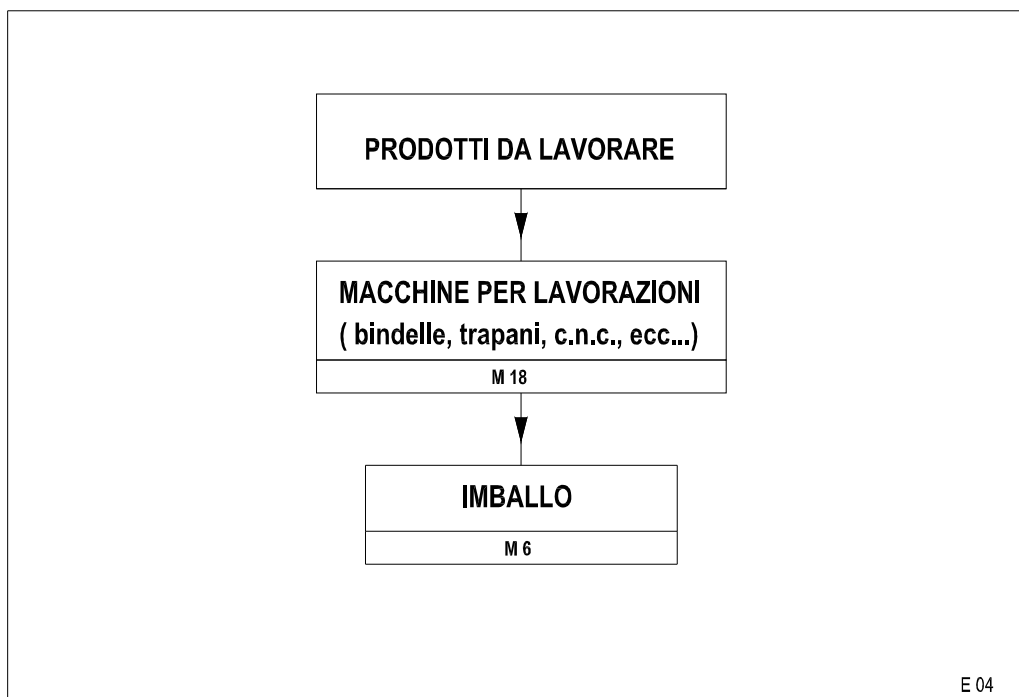 PRODOTTI DA LAVORARE
MACCHINE PER LAVORAZIONI
( bindelle, trapani, c.n.c., ecc...)
M 18
IMBALLO
M 6
E 04